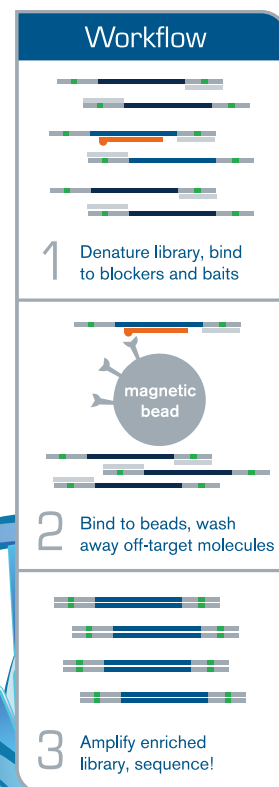 Workflow
1
Denature library, bind
to blockers and baits
magnetic
bead
2
Bind to beads, wash
away off-target molecules
3
Amplify enriched
library, sequence!